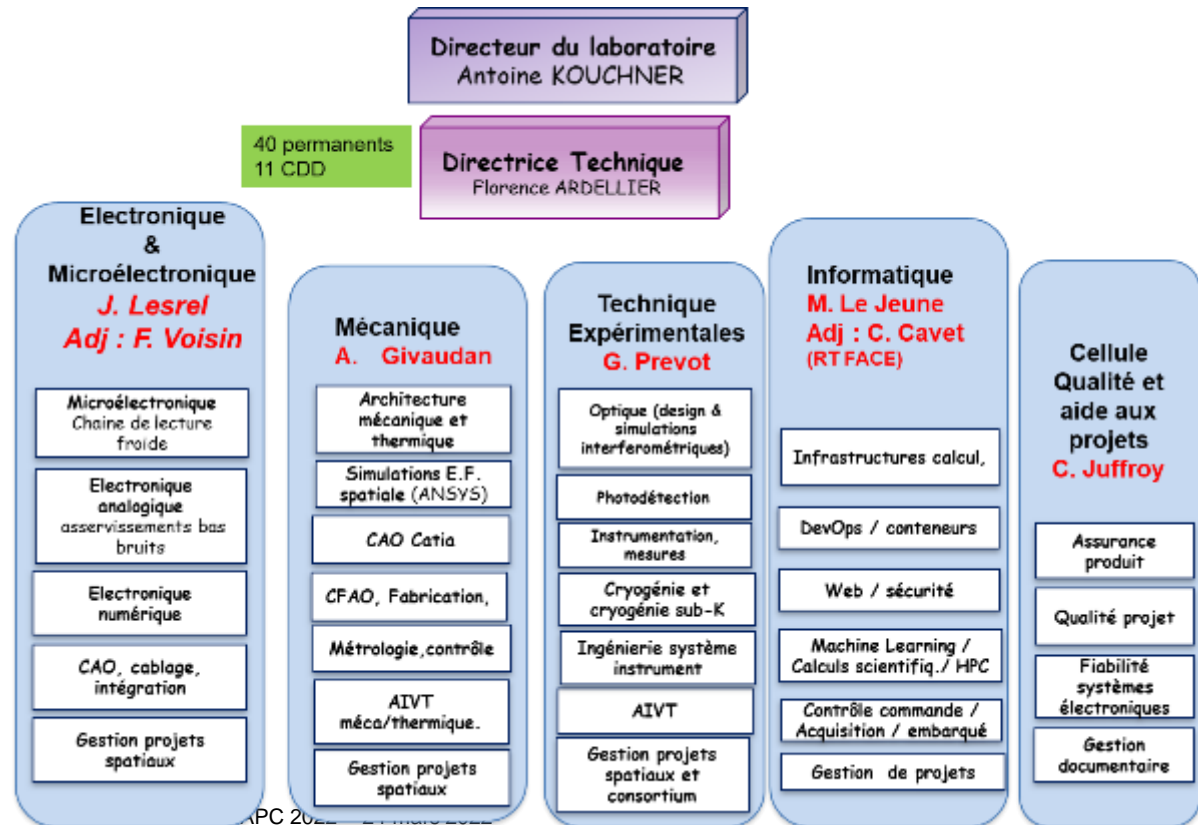 Directeur du laboratoire
Antoine KOUCHNER
40 permanents
11 CDD
Directrice Technique
Florence ARDELLIER
Electronique
&
Microélectronique
J. Lesrel
Adj : F. Voisin
Microélectronique
Chaine de lecture
froide
Electronique
analogique
asservissements bas
bruits
Electronique
numérique
CAO, cablage,
intégration
Gestion projets
spatiaux
Mécanique
A. Givaudan
Architecture
mécanique et
thermique
Simulations E.F.
spatiale (ANSYS)
CAO Catia
CFAO, Fabrication,
Métrologie,contrôle
AIVT
méca/thermique.
Gestion projets
spatiaux
Technique
Expérimentales
G. Prevot
Optique (design &
simulations
interferométriques)
Photodétection
Instrumentation,
mesures
Cryogénie et
cryogénie sub-K
Ingénierie système
instrument
AIVT
Gestion projets
spatiaux et
consortium
Informatique
M. Le Jeune
Adj : C. Cavet
(RT FACE)
Infrastructures calcul,
DevOps / conteneurs
Web / sécurité
Machine Learning /
Calculs scientifiq./ HPC
Contrôle commande /
Acquisition / embarqué
Gestion de projets
Cellule
Qualité et
aide aux
projets
C. Juffroy
Assurance
produit
Qualité projet
Fiabilité
systèmes
électroniques
Gestion
documentaire
APC 2022